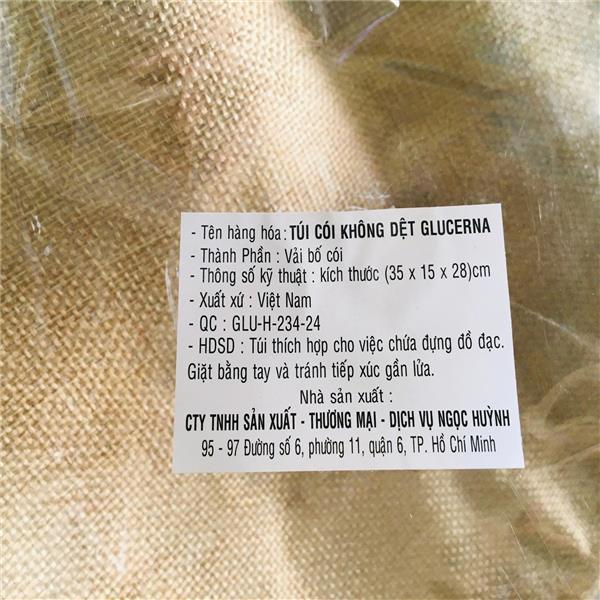 - Tên hàng hóa: TÚI CÓI KHÔNG DỆT GLUCERNA
- Thành Phần : Vải bố cói
- Thông số kỹ thuật : kích thước (35 x 15 x 28)cm
- Xuất xứ : Việt Nam
- QC : GLU-H-234-24
- HDSD : Túi thích hợp cho việc chứa đựng đồ đạc.
Giặt bằng tay và tránh tiếp xúc gần lửa.
Nhà sản xuất :
CTY TNHH SẢN XUẤT - THƯƠNG MẠI - DỊCH VỤ NGỌC HUỲNH
95 - 97 Đường số 6, phường 11, quận 6, TP. Hồ Chí Minh